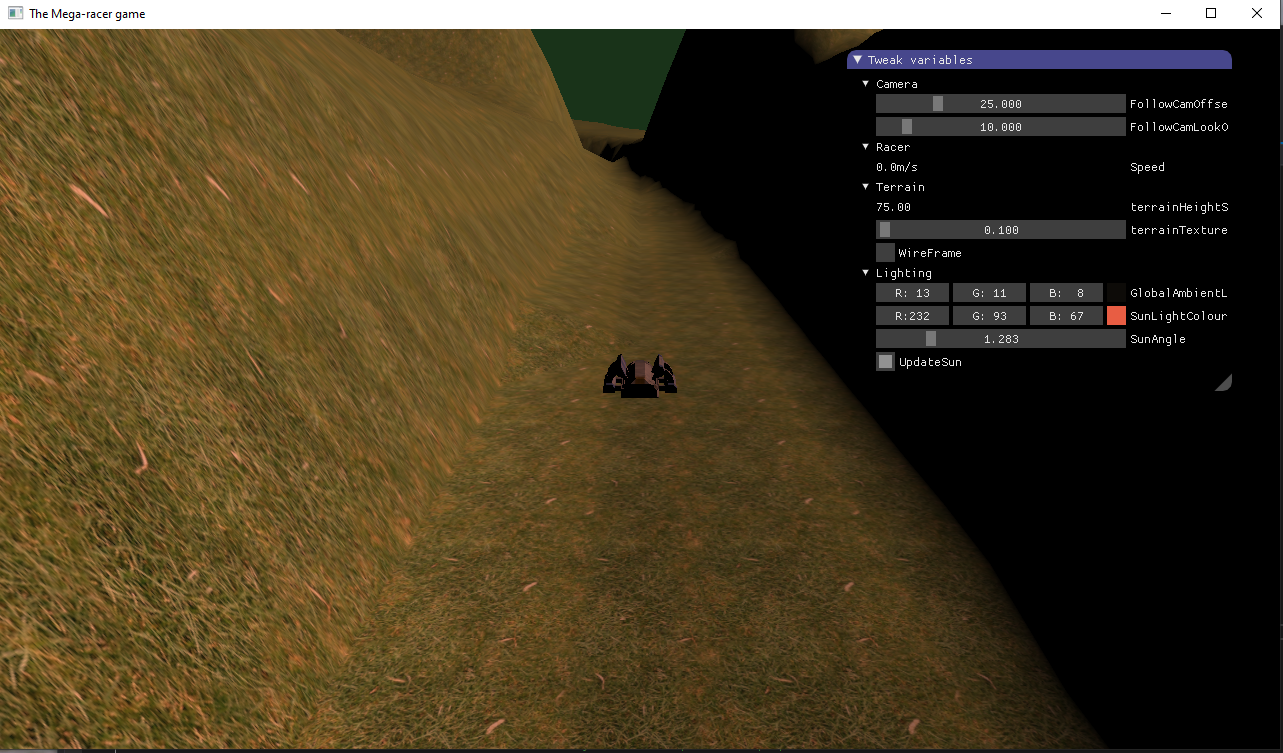 The Mega-racer game
Tweak variables
Camera
25.000 FollowCamOffse
10.000 FollowCamLookO
Racer
0.0m/s Speed
Terrain
75.00 terrainHeightS
0.100 terrainTexture
WireFrame
Lighting
R: 13 G: 11 B: 8 GlobalAmbientL
R:232 G: 93 B: 67 SunLightColour
1.283 SunAngle
UpdateSun